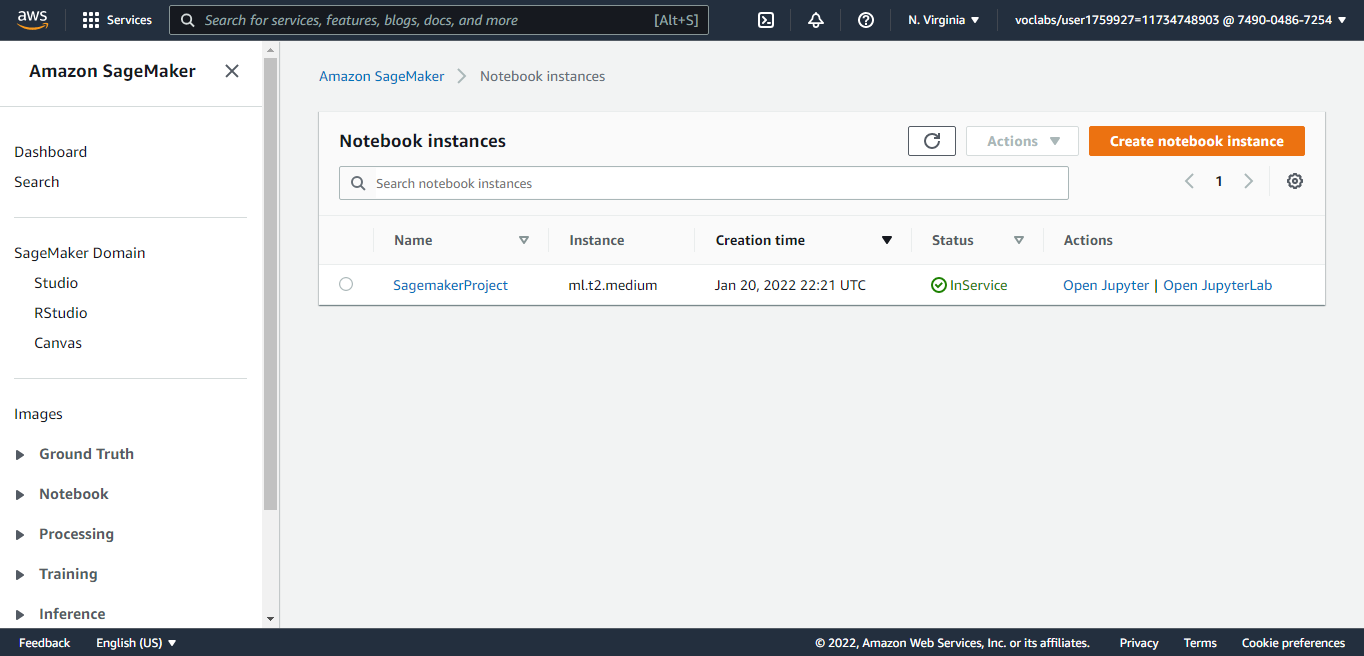 aws Services Search for services, features, blogs, docs, and more [Alt+S] N. Virginia voclabs/user1759927=11734748903 @ 7490-0486-7254
Amazon SageMaker
Dashboard
Search
SageMaker Domain
Studio
RStudio
Canvas
Images
Ground Truth
Notebook
Processing
Training
Inference
Amazon SageMaker > Notebook instances
Notebook instances
Actions
Create notebook instance
Search notebook instances
1
Name Instance Creation time Status Actions
SagemakerProject ml.t2.medium Jan 20, 2022 22:21 UTC InService Open Jupyter | Open JupyterLab
Feedback English (US) © 2022, Amazon Web Services, Inc. or its affiliates. Privacy Terms Cookie preferences